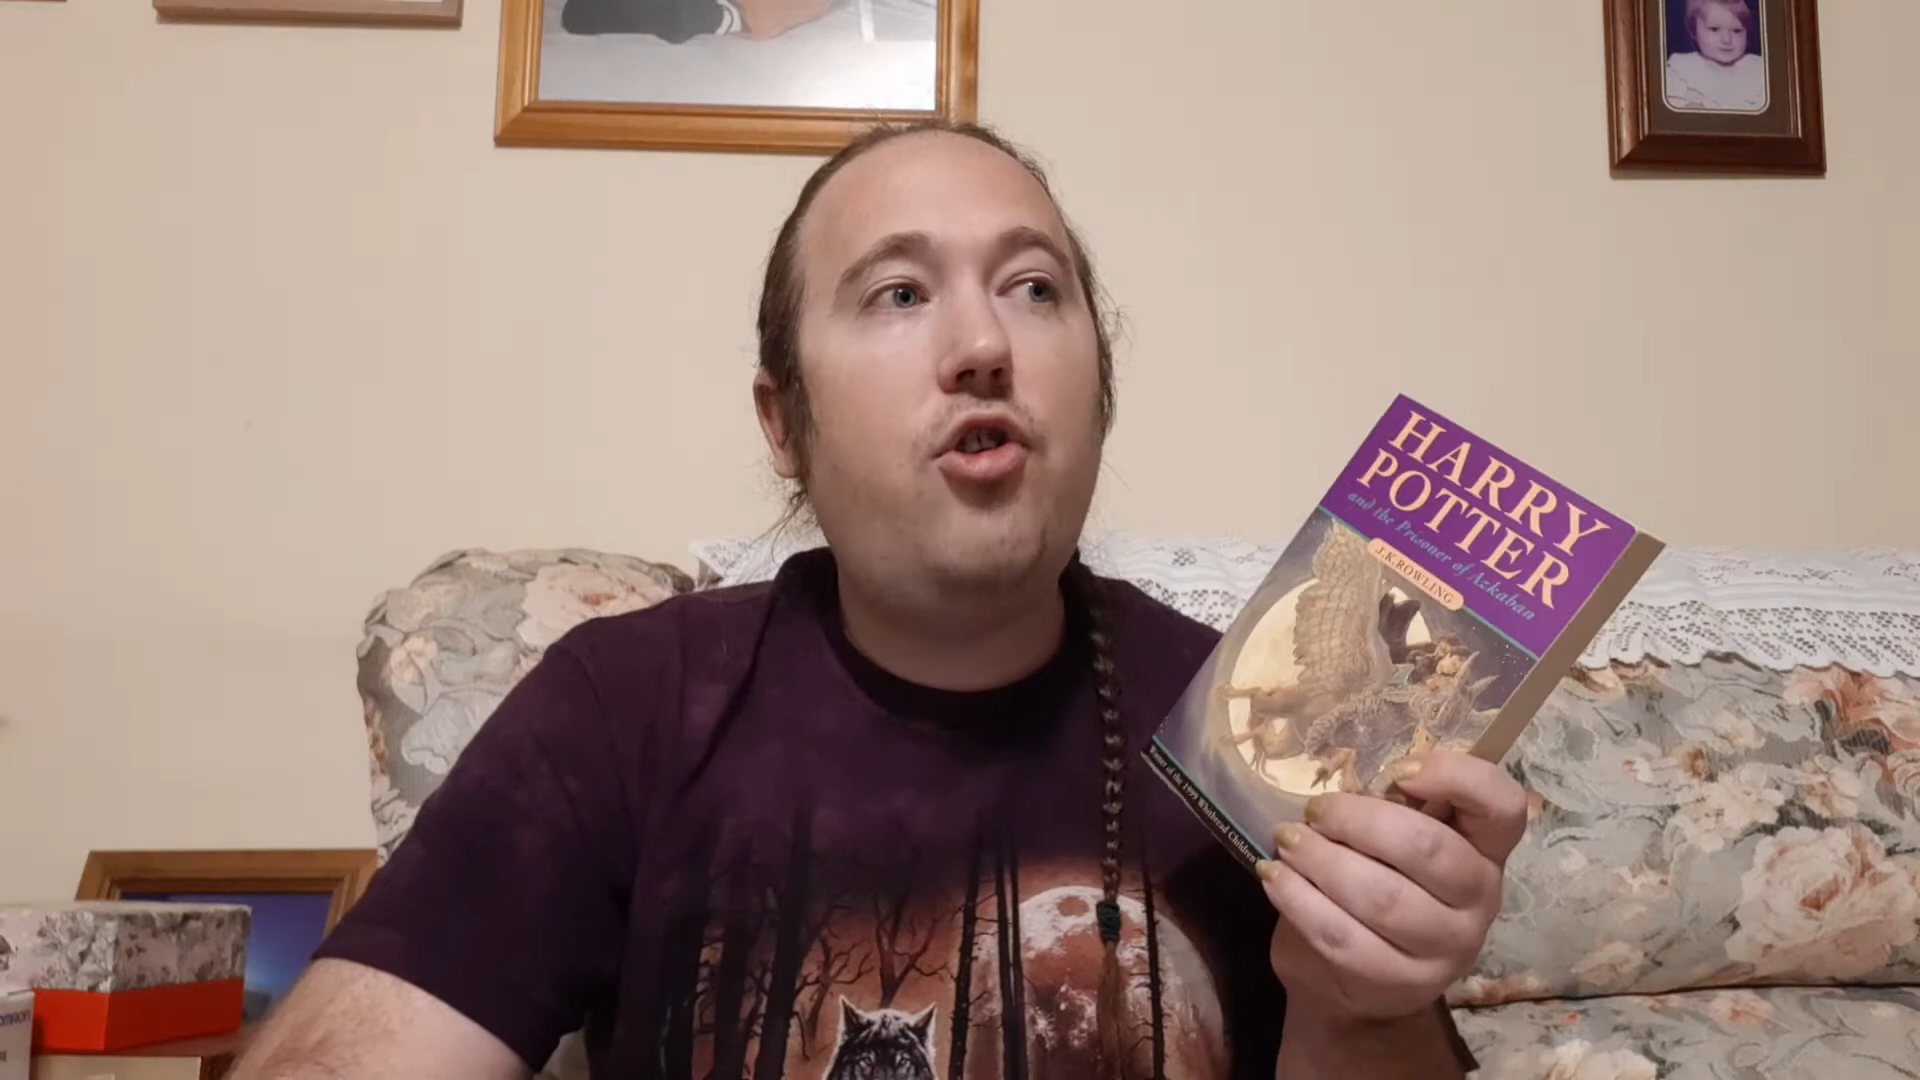 HARRY
POTTER
and the Prisoner of Azkaban
J.K.ROWLING
Winner of the 1999 Whitbread Children